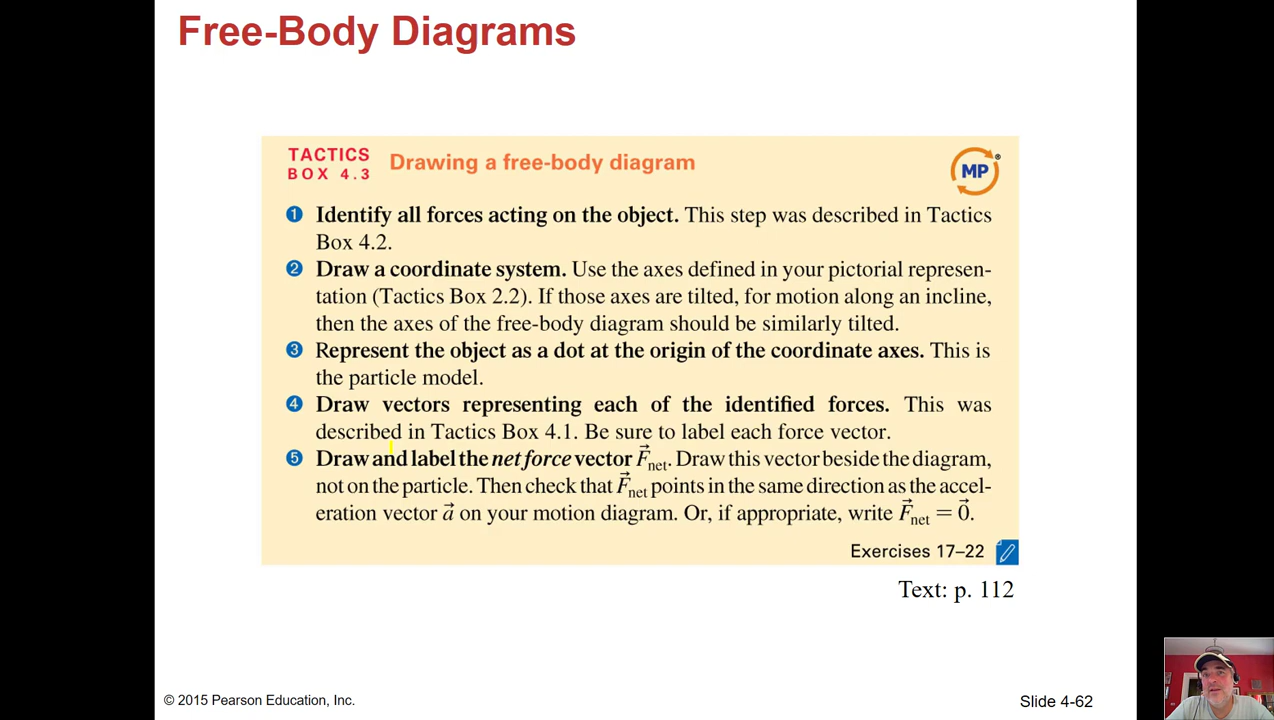 Free-Body Diagrams
TACTICS
BOX 4.3
Drawing a free-body diagram
MP®
1 Identify all forces acting on the object. This step was described in Tactics
Box 4.2.
2 Draw a coordinate system. Use the axes defined in your pictorial represen-
tation (Tactics Box 2.2). If those axes are tilted, for motion along an incline,
then the axes of the free-body diagram should be similarly tilted.
3 Represent the object as a dot at the origin of the coordinate axes. This is
the particle model.
4 Draw vectors representing each of the identified forces. This was
described in Tactics Box 4.1. Be sure to label each force vector.
5 Draw and label the net force vector F⃗net. Draw this vector beside the diagram,
not on the particle. Then check that F⃗net points in the same direction as the accel-
eration vector a⃗ on your motion diagram. Or, if appropriate, write F⃗net = 0⃗.
Exercises 17–22
Text: p. 112
© 2015 Pearson Education, Inc.
Slide 4-62